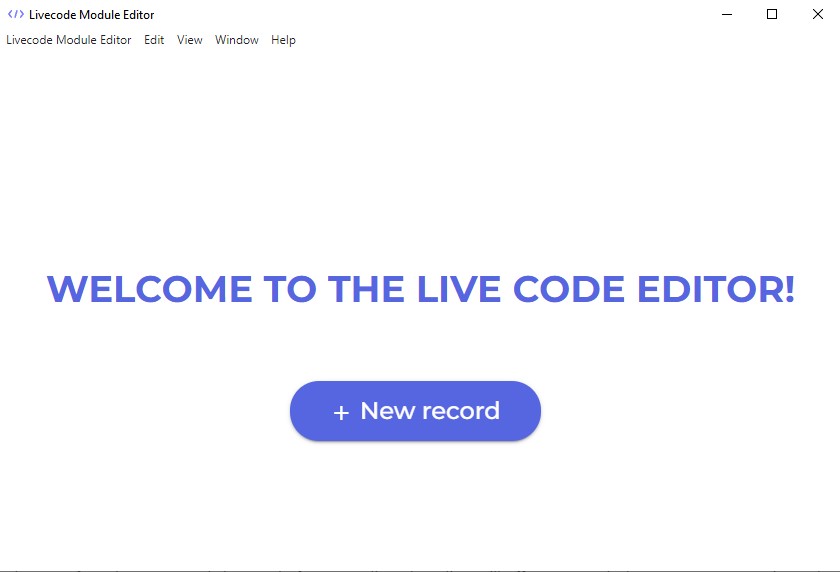 </> Livecode Module Editor
Livecode Module Editor Edit View Window Help
WELCOME TO THE LIVE CODE EDITOR!
+ New record